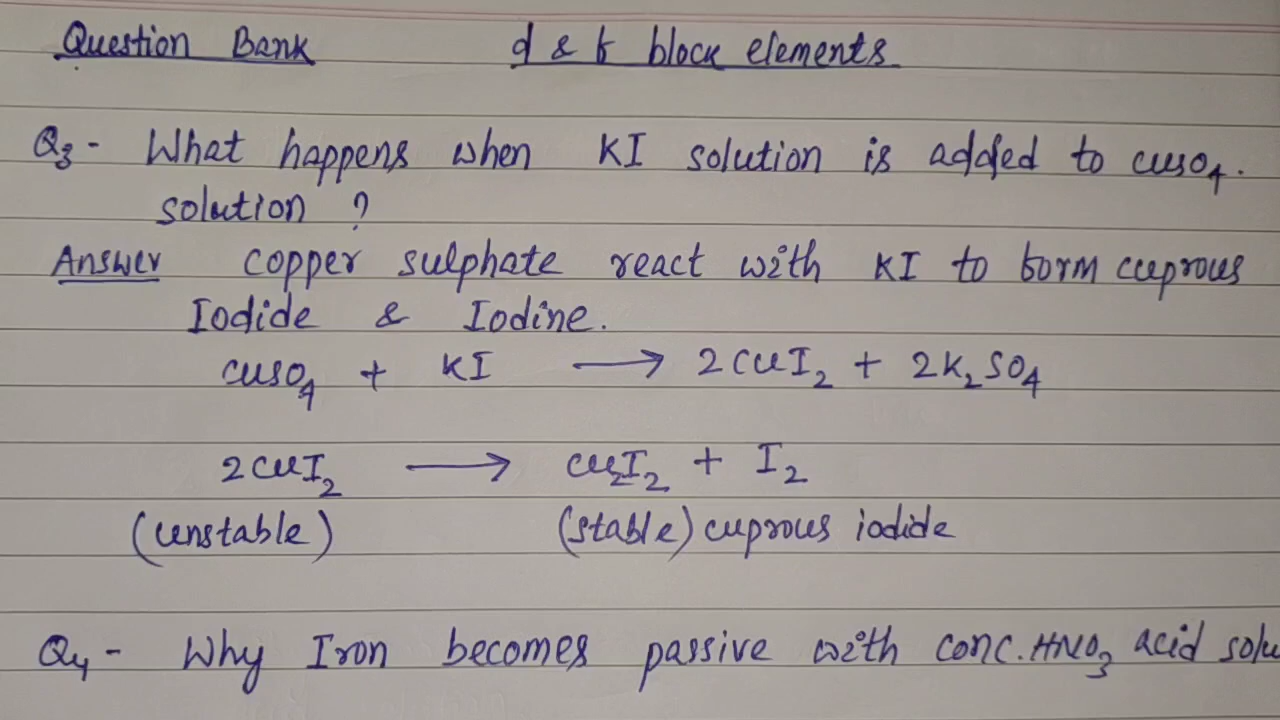 Question Bank d & f block elements
Q3- What happens when KI solution is added to CuSO4.
solution ?
Answer Copper sulphate react with KI to form cuprous
Iodide & Iodine.
CuSO4 + KI ⟶ 2CuI2 + 2K2SO4
2CuI2 ⟶ Cu2I2 + I2
(unstable) (stable) cuprous iodide
Q4- Why Iron becomes passive with conc. HNO3 acid solu